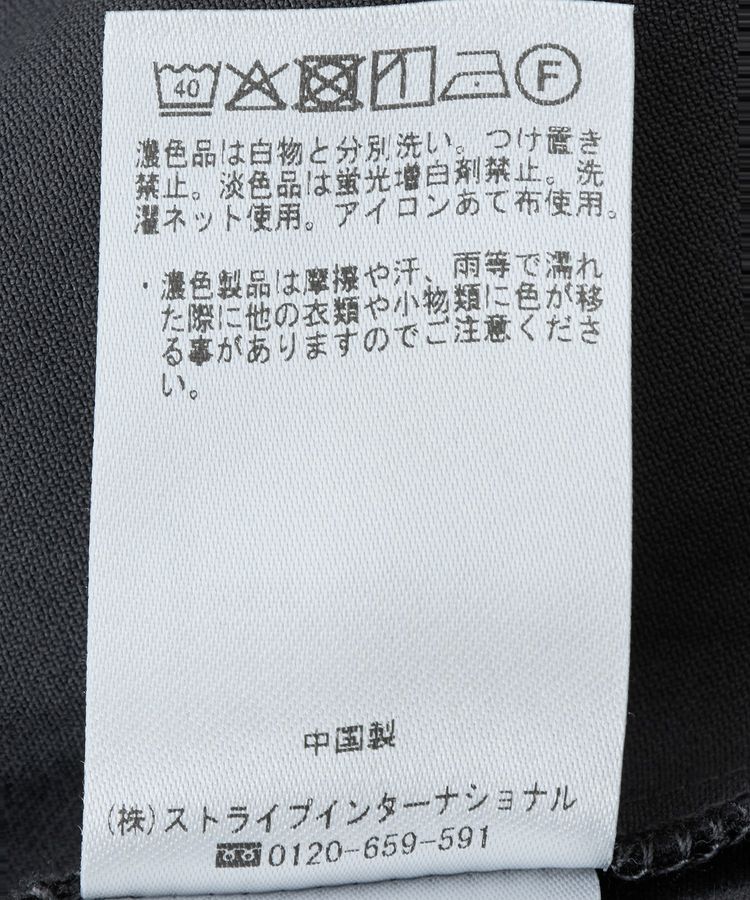 40 F
濃色品は白物と分別洗い。つけ置き
禁止。淡色品は蛍光増白剤禁止。洗
濯ネット使用。アイロンあて布使用。
・濃色製品は摩擦や汗、雨等で濡れ
た際に他の衣類や小物類に色が移さ
る事がありますのでご注意くださ
い。
中国製
(株)ストライプインターナショナル
0120-659-591